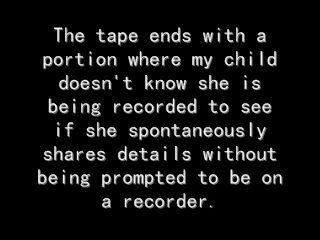 The tape ends with a
portion where my child
doesn't know she is
being recorded to see
if she spontaneously
shares details without
being prompted to be on
a recorder.